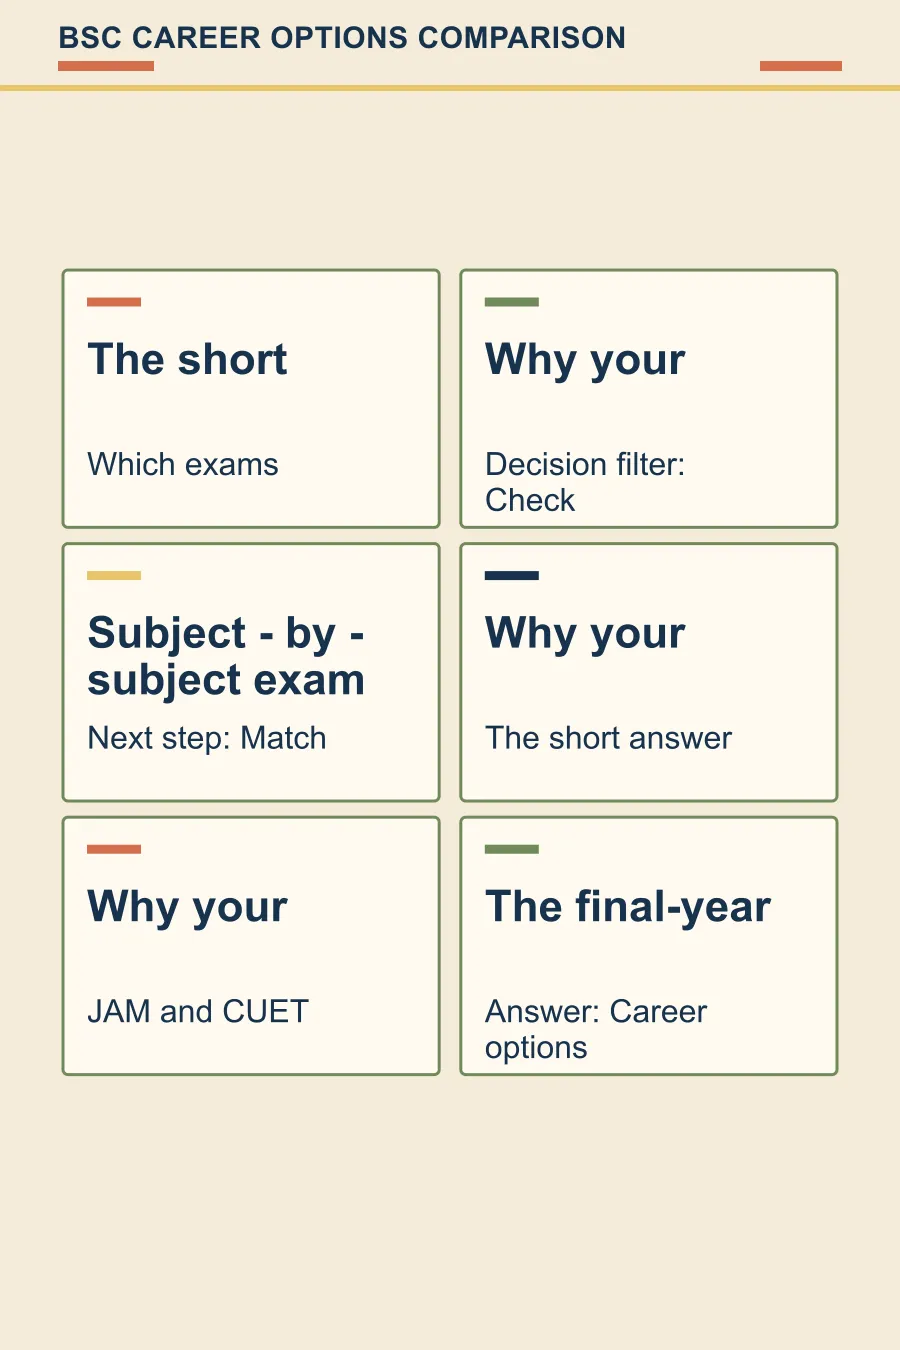 BSC CAREER OPTIONS COMPARISON
The short
Which exams
Why your
Decision filter:
Check
Subject - by -
subject exam
Next step: Match
Why your
The short answer
Why your
JAM and CUET
The final-year
Answer: Career
options